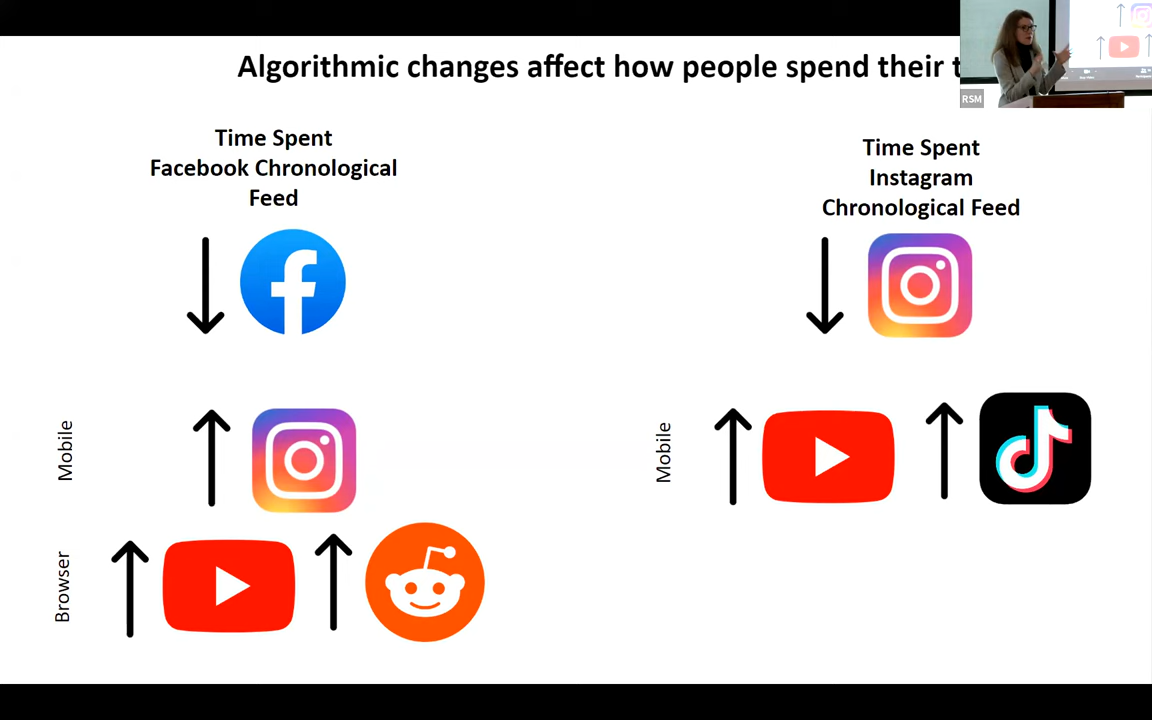 Algorithmic changes affect how people spend their t
RSM
Time Spent
Facebook Chronological
Feed
Time Spent
Instagram
Chronological Feed
Mobile
Browser
Mobile